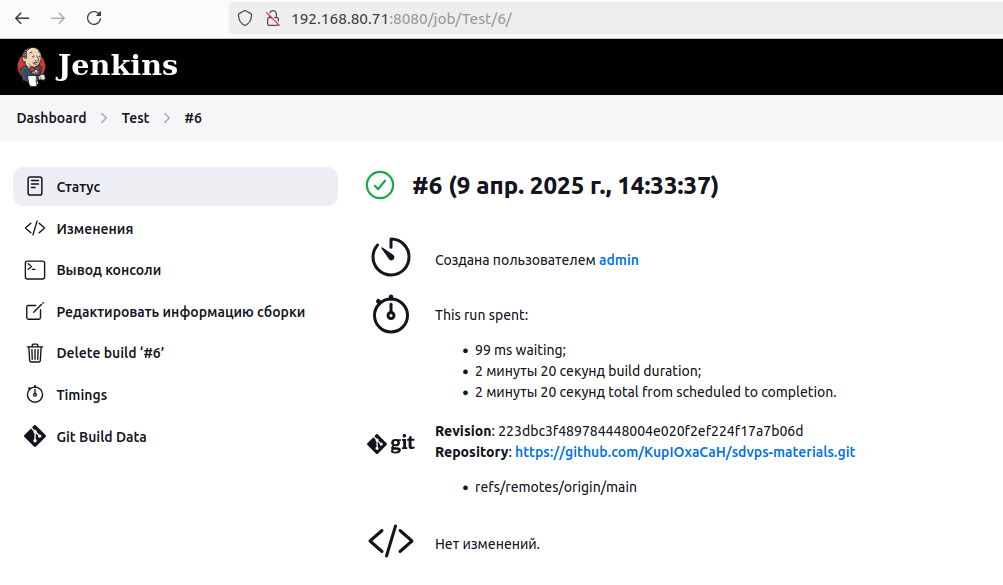 192.168.80.71:8080/job/Test/6/
Jenkins
Dashboard > Test > #6
Статус
Изменения
Вывод консоли
Редактировать информацию сборки
Delete build ‘#6’
Timings
Git Build Data
#6 (9 апр. 2025 г., 14:33:37)
Создана пользователем admin
This run spent:
• 99 ms waiting;
• 2 минуты 20 секунд build duration;
• 2 минуты 20 секунд total from scheduled to completion.
git
Revision: 223dbc3f489784448004e020f2ef224f17a7b06d
Repository: https://github.com/KupIOxaCaH/sdvps-materials.git
• refs/remotes/origin/main
Нет изменений.